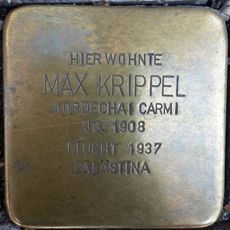 HIER WOHNTE
MAX KRIPPEL
MORDECHAI CARMI
JG. 1908
FLUCHT 1937
PALÄSTINA